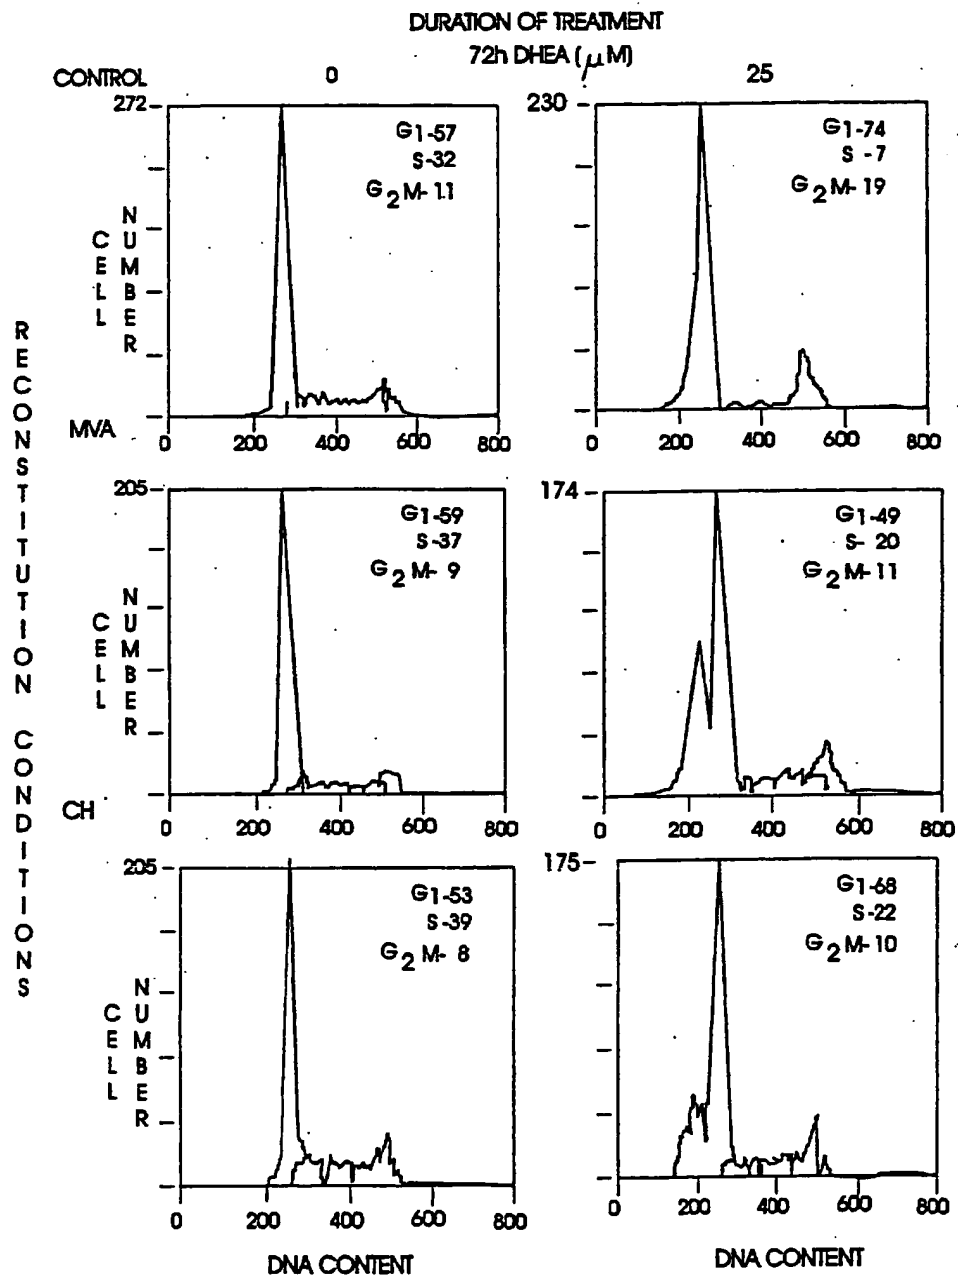 DURATION OF TREATMENT
72h DHEA (μM)
CONTROL 0 25
272 230
G1-57
S-32
G2M-11
G1-74
S -7
G2M-19
CELL NUMBER
0 200 400 600 800
0 200 400 600 800
MVA
205 174
G1-59
S-37
G2M- 9
G1-49
S- 20
G2M-11
CELL NUMBER
0 200 400 600 800
0 200 400 600 800
CH
205 175
G1-53
S-39
G2M- 8
G1-68
S-22
G2M-10
CELL NUMBER
0 200 400 600 800
0 200 400 600 800
DNA CONTENT
DNA CONTENT
RECONSTITUTION CONDITIONS